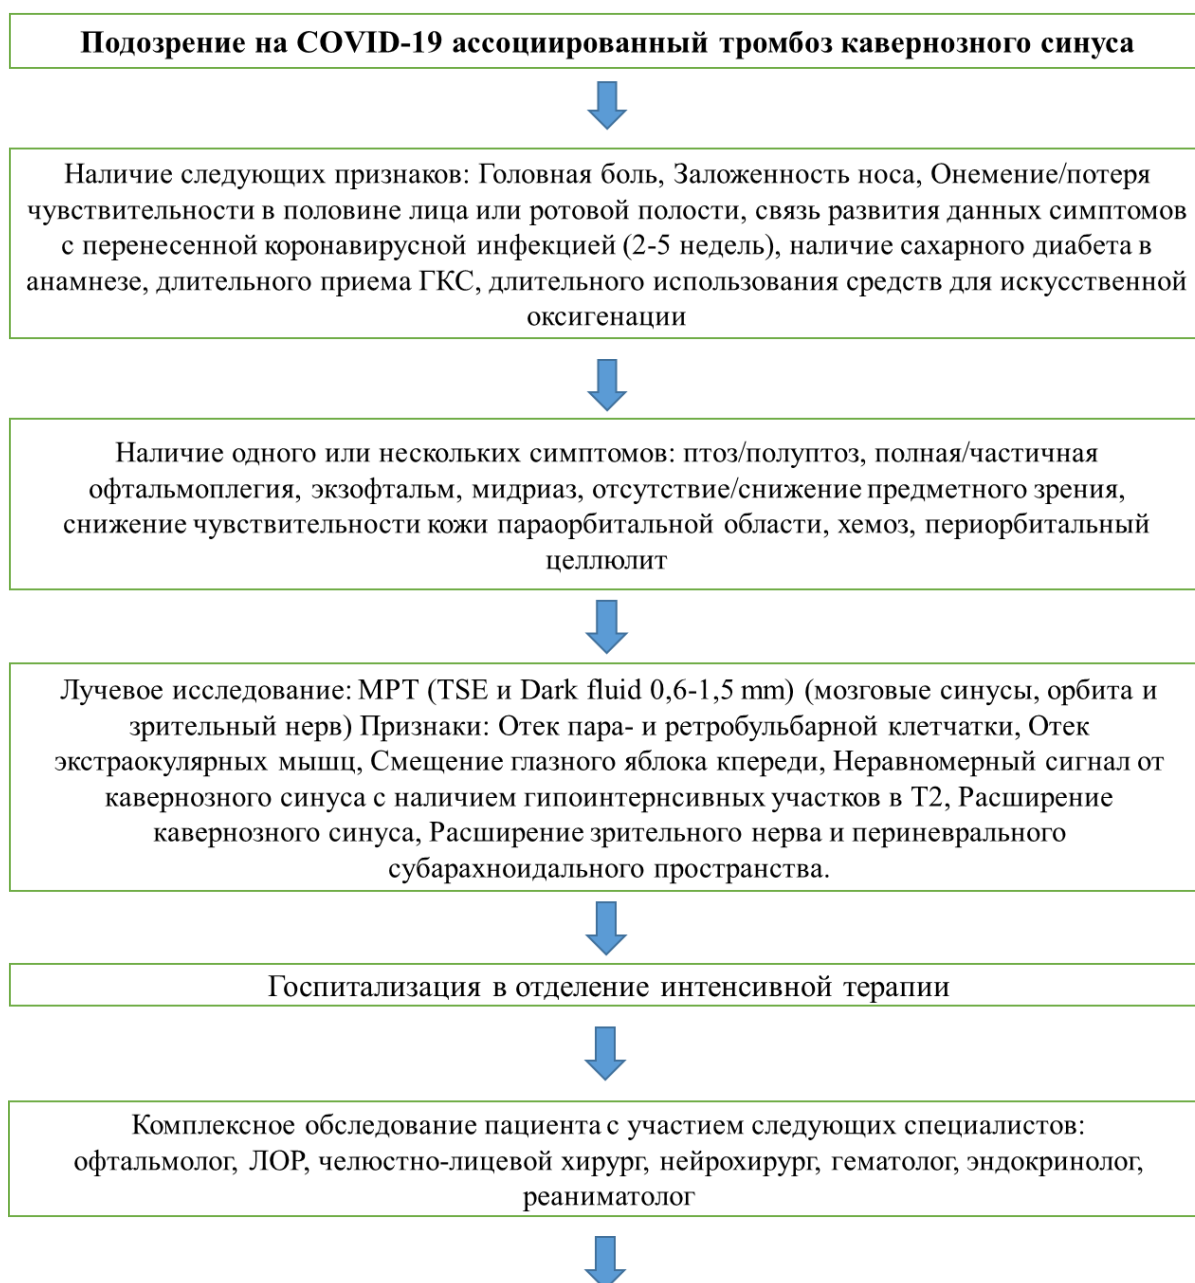 Подозрение на COVID-19 ассоциированный тромбоз кавернозного синуса
Наличие следующих признаков: Головная боль, Заложенность носа, Онемение/потеря
чувствительности в половине лица или ротовой полости, связь развития данных симптомов
с перенесенной коронавирусной инфекцией (2-5 недель), наличие сахарного диабета в
анамнезе, длительного приема ГКС, длительного использования средств для искусственной
оксигенации
Наличие одного или нескольких симптомов: птоз/полуптоз, полная/частичная
офтальмоплегия, экзофтальм, мидриаз, отсутствие/снижение предметного зрения,
снижение чувствительности кожи параорбитальной области, хемоз, периорбитальный
целлюлит
Лучевое исследование: МРТ (TSE и Dark fluid 0,6-1,5 mm) (мозговые синусы, орбита и
зрительный нерв) Признаки: Отек пара- и ретробульбарной клетчатки, Отек
экстраокулярных мышц, Смещение глазного яблока кпереди, Неравномерный сигнал от
кавернозного синуса с наличием гипоинтернсивных участков в Т2, Расширение
кавернозного синуса, Расширение зрительного нерва и периневрального
субарахноидального пространства.
Госпитализация в отделение интенсивной терапии
Комплексное обследование пациента с участием следующих специалистов:
офтальмолог, ЛОР, челюстно-лицевой хирург, нейрохирург, гематолог, эндокринолог,
реаниматолог